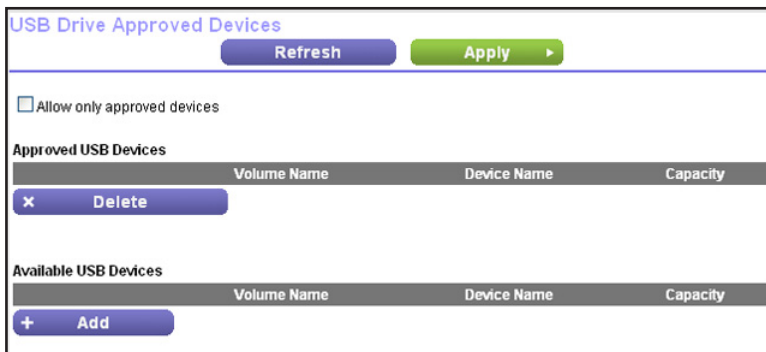 USB Drive Approved Devices
Refresh Apply
Allow only approved devices
Approved USB Devices
Volume Name Device Name Capacity
Delete
Available USB Devices
Volume Name Device Name Capacity
Add